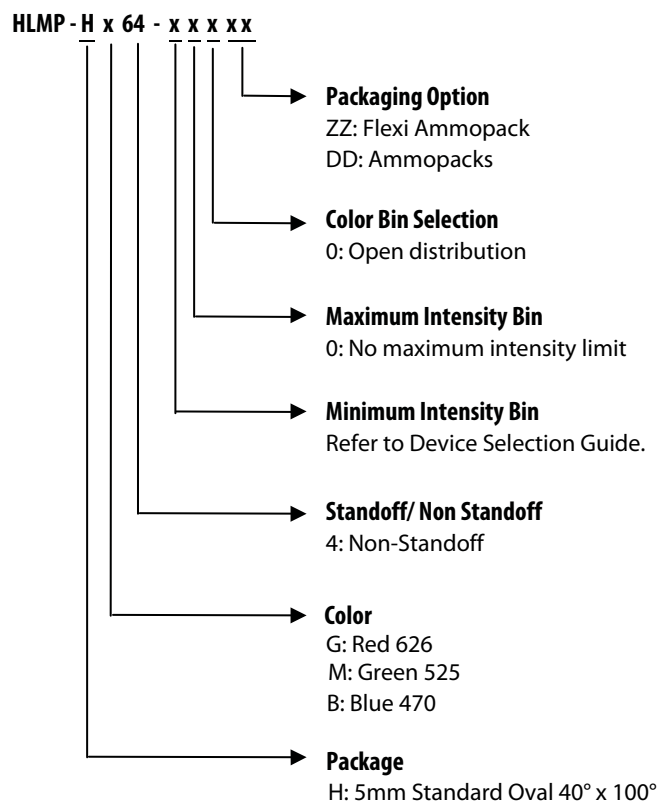 HLMP - H x 64 - x x x xx
Packaging Option
ZZ: Flexi Ammopack
DD: Ammopacks
Color Bin Selection
0: Open distribution
Maximum Intensity Bin
0: No maximum intensity limit
Minimum Intensity Bin
Refer to Device Selection Guide.
Standoff/ Non Standoff
4: Non-Standoff
Color
G: Red 626
M: Green 525
B: Blue 470
Package
H: 5mm Standard Oval 40° x 100°